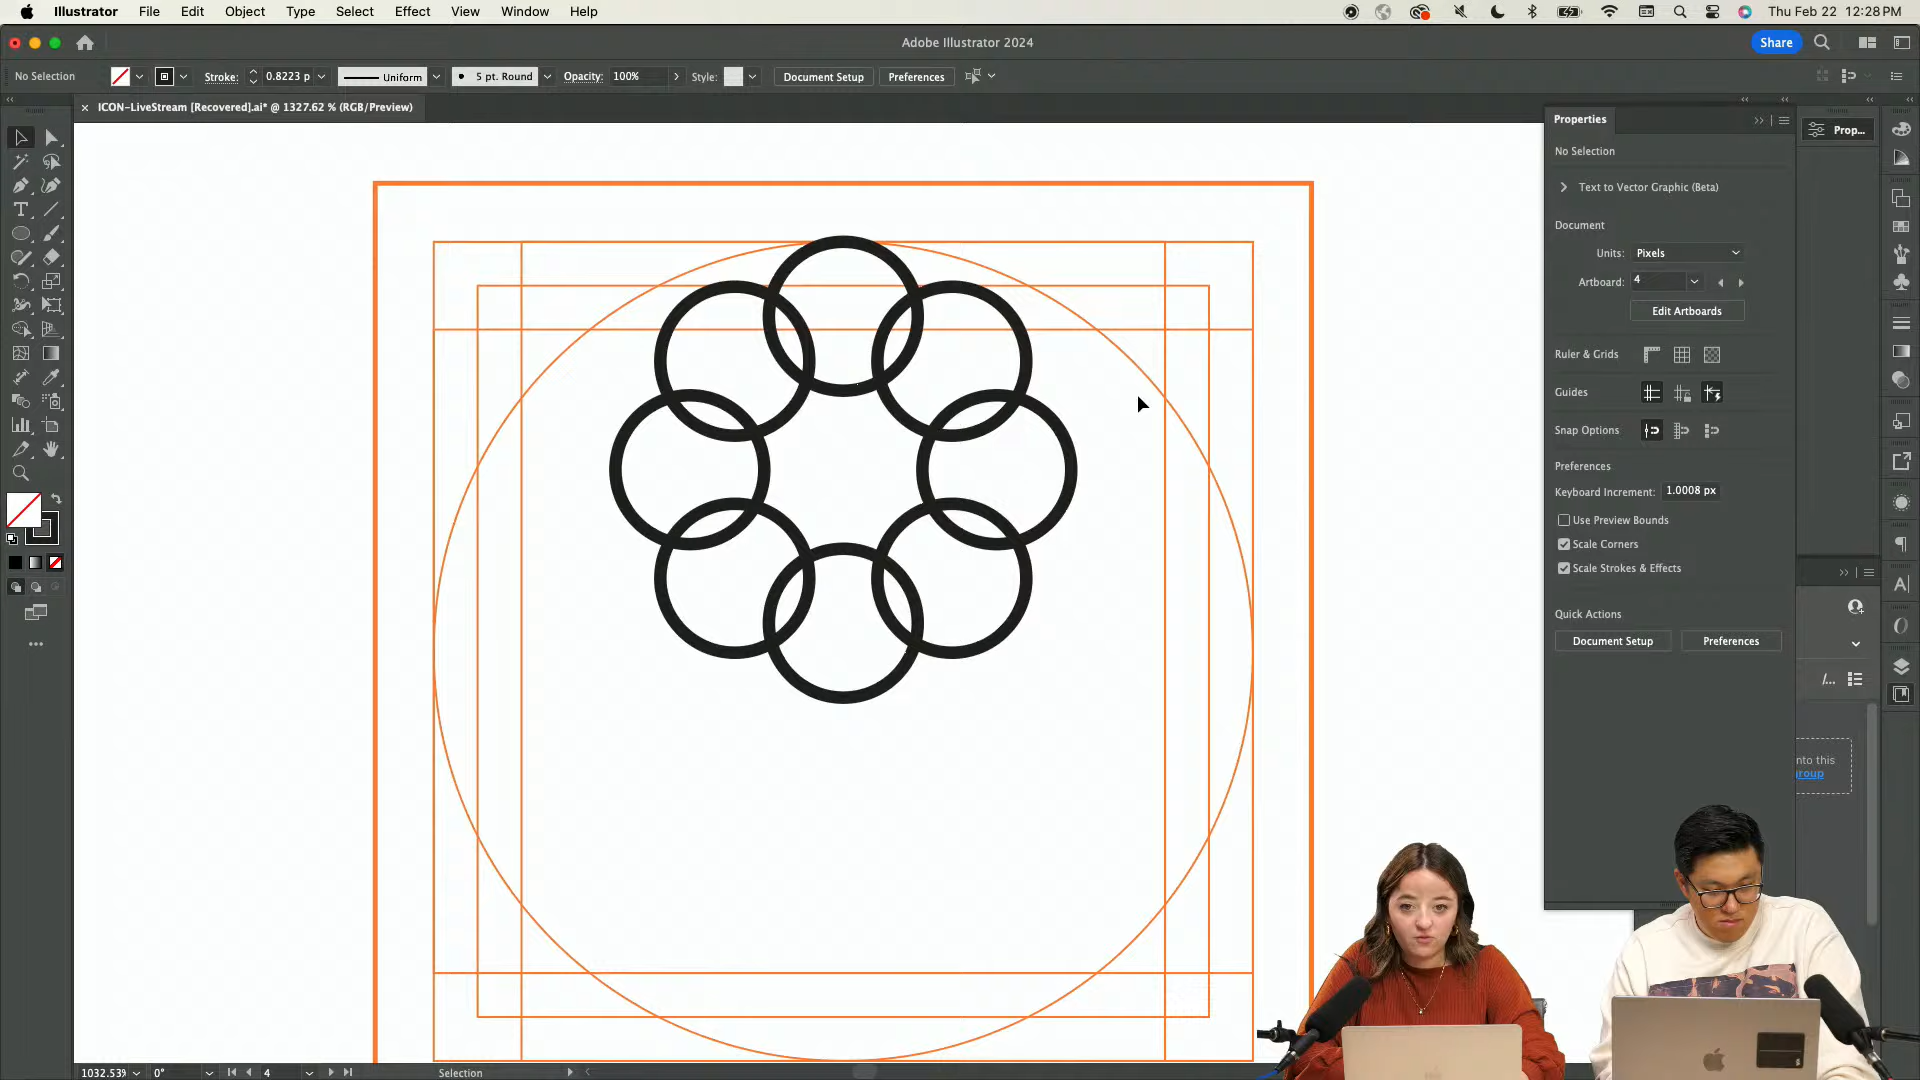 Illustrator File Edit Object Type Select Effect View Window Help
Thu Feb 22 12:28 PM
Adobe Illustrator 2024
Share
No Selection
Stroke: 0.8223 p
Uniform
5 pt. Round
Opacity: 100%
Style:
Document Setup
Preferences
ICON-LiveStream [Recovered].ai* @ 1327.62 % (RGB/Preview)
Properties
Prop...
No Selection
Text to Vector Graphic (Beta)
Document
Units: Pixels
Artboard: 4
Edit Artboards
Ruler & Grids
Guides
Snap Options
Preferences
Keyboard Increment: 1.0008 px
Use Preview Bounds
Scale Corners
Scale Strokes & Effects
Quick Actions
Document Setup
Preferences
/...
nto this
group
1032.53%
0°
4
Selection